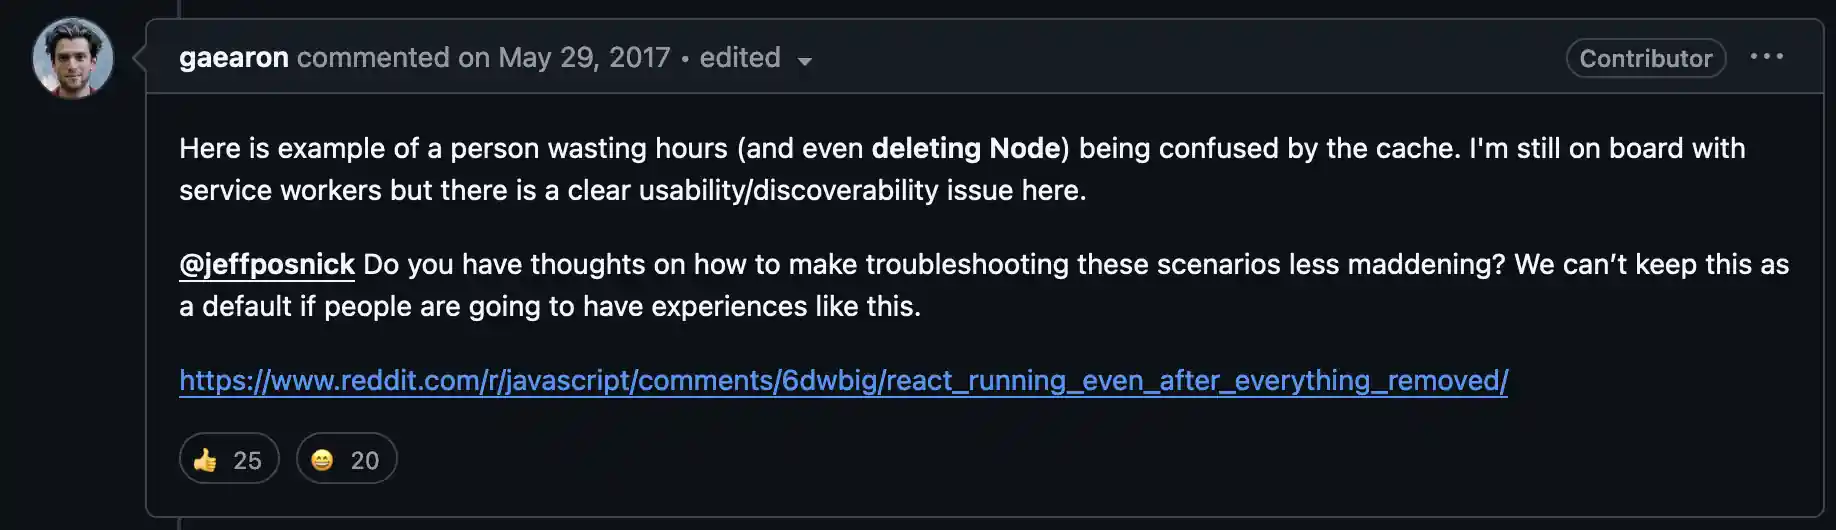 gaearon commented on May 29, 2017 • edited
Contributor
Here is example of a person wasting hours (and even deleting Node) being confused by the cache. I'm still on board with
service workers but there is a clear usability/discoverability issue here.
@jeffposnick Do you have thoughts on how to make troubleshooting these scenarios less maddening? We can’t keep this as
a default if people are going to have experiences like this.
https://www.reddit.com/r/javascript/comments/6dwbig/react_running_even_after_everything_removed/
👍 25 😄 20